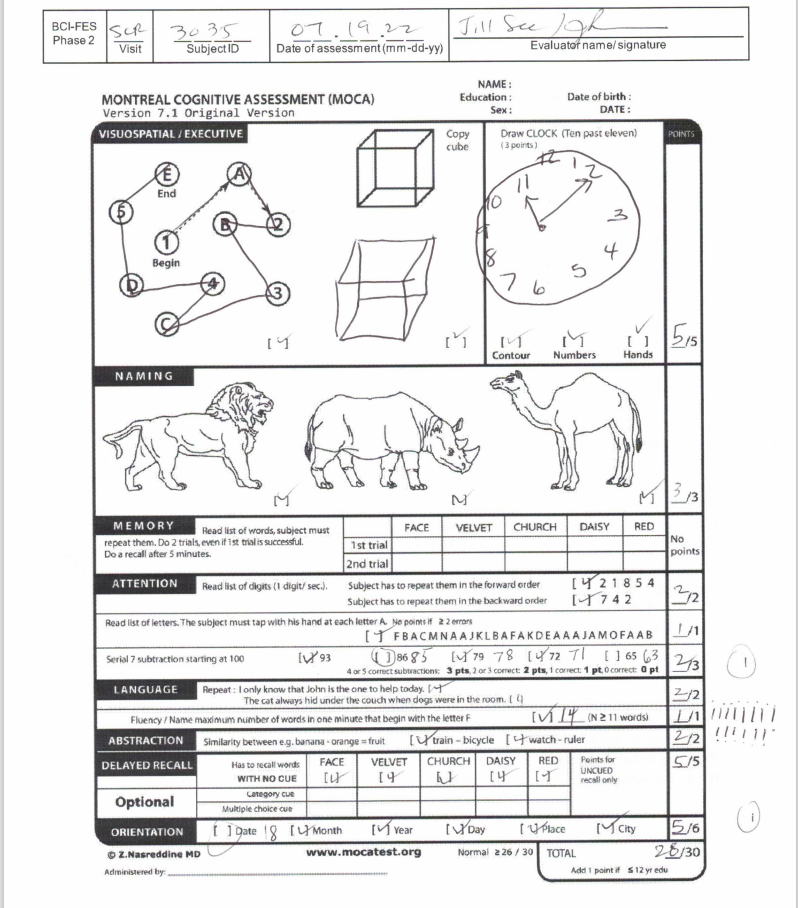 BCI-FES Phase 2
SCR Visit
3035 Subject ID
07.19.22 Date of assessment (mm-dd-yy)
Jill See Evaluator name/ signature
NAME :
Education : Date of birth :
Sex : DATE :
MONTREAL COGNITIVE ASSESSMENT (MOCA)
Version 7.1 Original Version
VISUOSPATIAL / EXECUTIVE
Copy cube
Draw CLOCK (Ten past eleven)
(3 points)
POINTS
E
End
A
5
B
2
1
Begin
D
4
3
C
12 1 2 3 4 5 6 7 8 9 10 11
[✓] [✓] [✓] [✓] [ ]✓
Contour Numbers Hands
5/5
NAMING
[✓] [✓] [✓] 3/3
MEMORY
Read list of words, subject must
repeat them. Do 2 trials, even if 1st trial is successful.
Do a recall after 5 minutes.
FACE VELVET CHURCH DAISY RED
1st trial
2nd trial
No points
ATTENTION
Read list of digits (1 digit/ sec.). Subject has to repeat them in the forward order [✓] 2 1 8 5 4
Subject has to repeat them in the backward order [✓] 7 4 2
2/2
Read list of letters. The subject must tap with his hand at each letter A. No points if ≥ 2 errors
[✓] F B A C M N A A J K L B A F A K D E A A A J A M O F A A B 1/1
Serial 7 subtraction starting at 100 [✓] 93 [ ] 86 85 [✓] 79 78 [✓] 72 71 [ ] 65 63
4 or 5 correct subtractions: 3 pts, 2 or 3 correct: 2 pts, 1 correct: 1 pt, 0 correct: 0 pt
2/3
1
LANGUAGE
Repeat : I only know that John is the one to help today. [✓]
The cat always hid under the couch when dogs were in the room. [✓]
2/2
Fluency / Name maximum number of words in one minute that begin with the letter F [✓] 14 (N ≥ 11 words) 1/1
ABSTRACTION
Similarity between e.g. banana - orange = fruit [✓] train – bicycle [✓] watch - ruler 2/2
DELAYED RECALL
Has to recall words
WITH NO CUE
FACE VELVET CHURCH DAISY RED
[✓] [✓] [✓] [✓] [✓]
Points for UNCUED recall only
5/5
Optional
Category cue
Multiple choice cue
ORIENTATION
[ ] Date 18 [✓] Month [✓] Year [✓] Day [✓] Place [✓] City 5/6
1
© Z.Nasreddine MD www.mocatest.org Normal ≥ 26 / 30 TOTAL 28/30
Administered by: Add 1 point if ≤ 12 yr edu